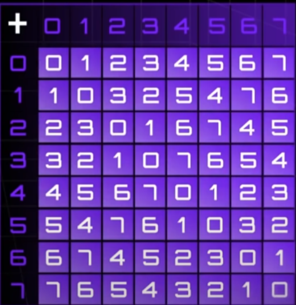 + 0 1 2 3 4 5 6 7
0 0 1 2 3 4 5 6 7
1 1 0 3 2 5 4 7 6
2 2 3 0 1 6 7 4 5
3 3 2 1 0 7 6 5 4
4 4 5 6 7 0 1 2 3
5 5 4 7 6 1 0 3 2
6 6 7 4 5 2 3 0 1
7 7 6 5 4 3 2 1 0